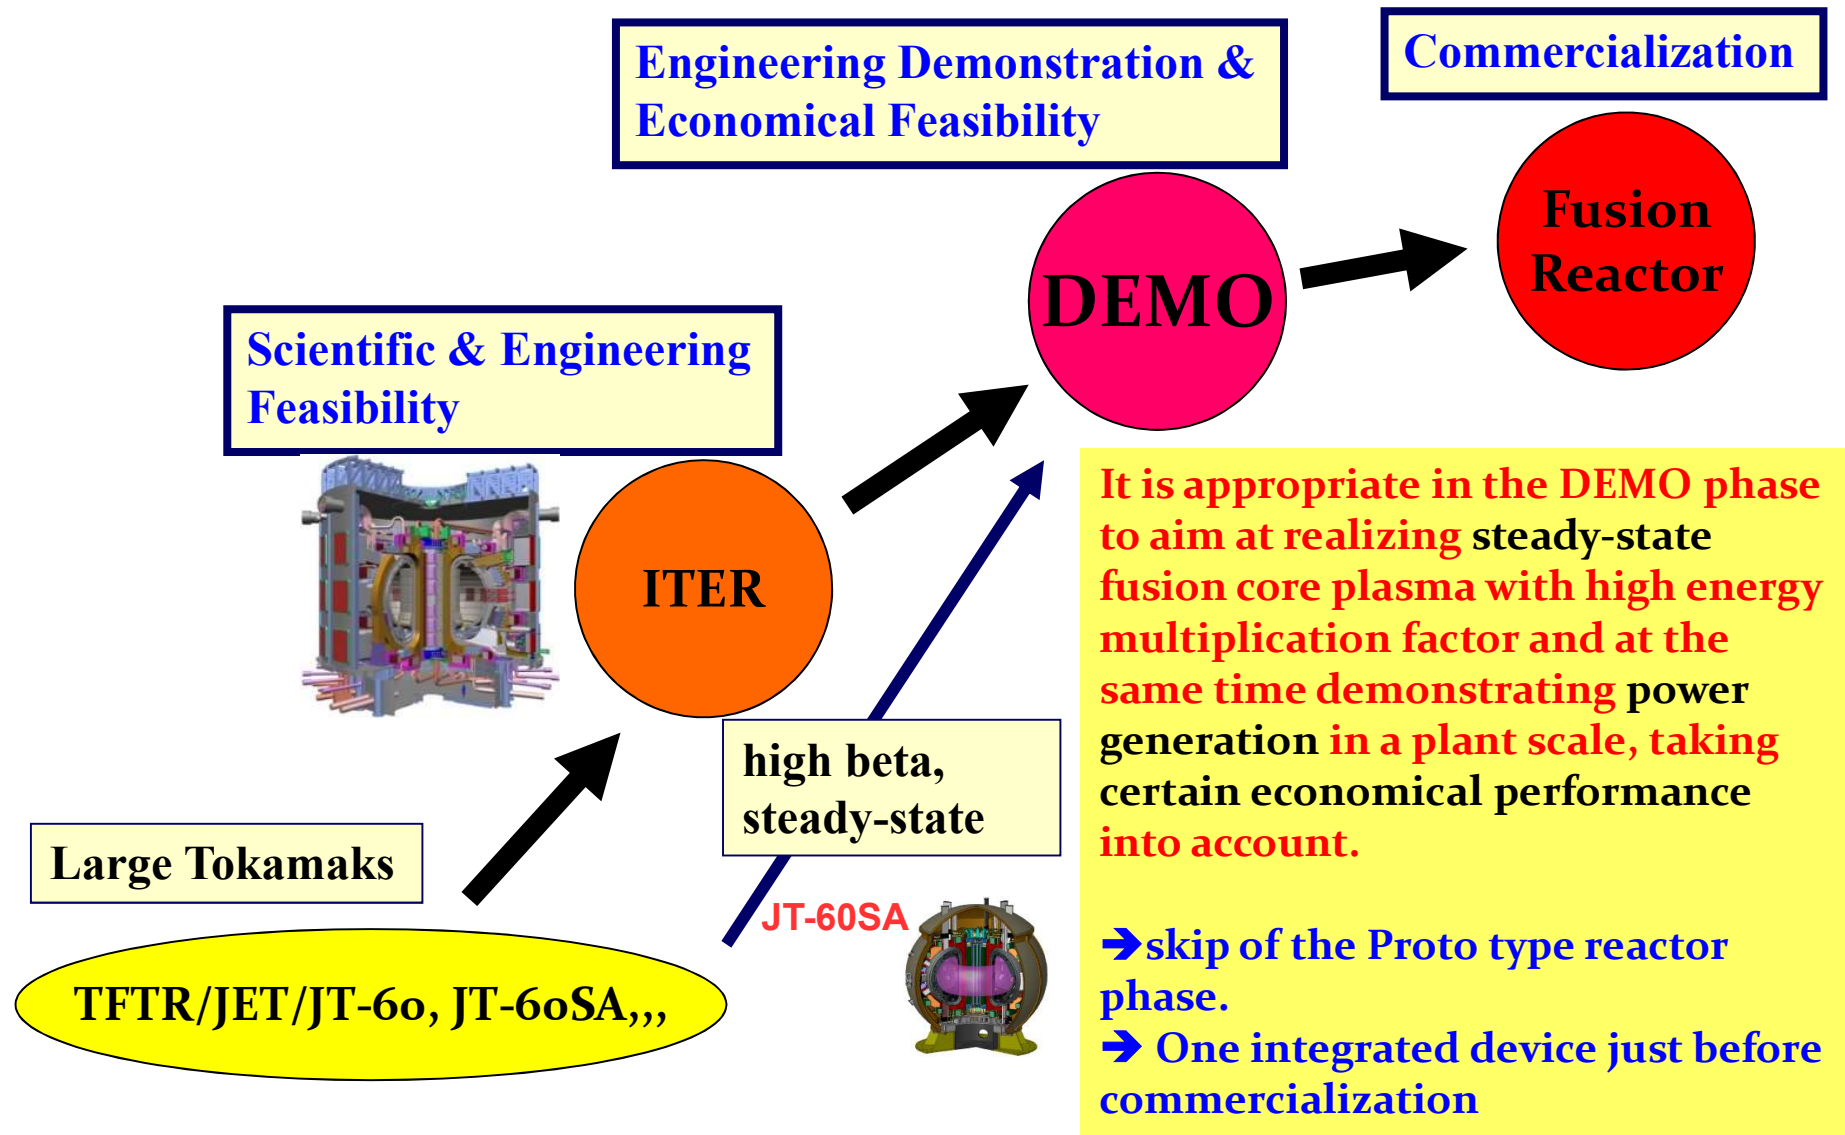 Engineering Demonstration &
Economical Feasibility
Commercialization
Fusion
Reactor
DEMO
Scientific & Engineering
Feasibility
ITER
high beta,
steady-state
Large Tokamaks
JT-60SA
TFTR/JET/JT-60, JT-60SA,,,
It is appropriate in the DEMO phase
to aim at realizing steady-state
fusion core plasma with high energy
multiplication factor and at the
same time demonstrating power
generation in a plant scale, taking
certain economical performance
into account.
➔skip of the Proto type reactor
phase.
➔ One integrated device just before
commercialization